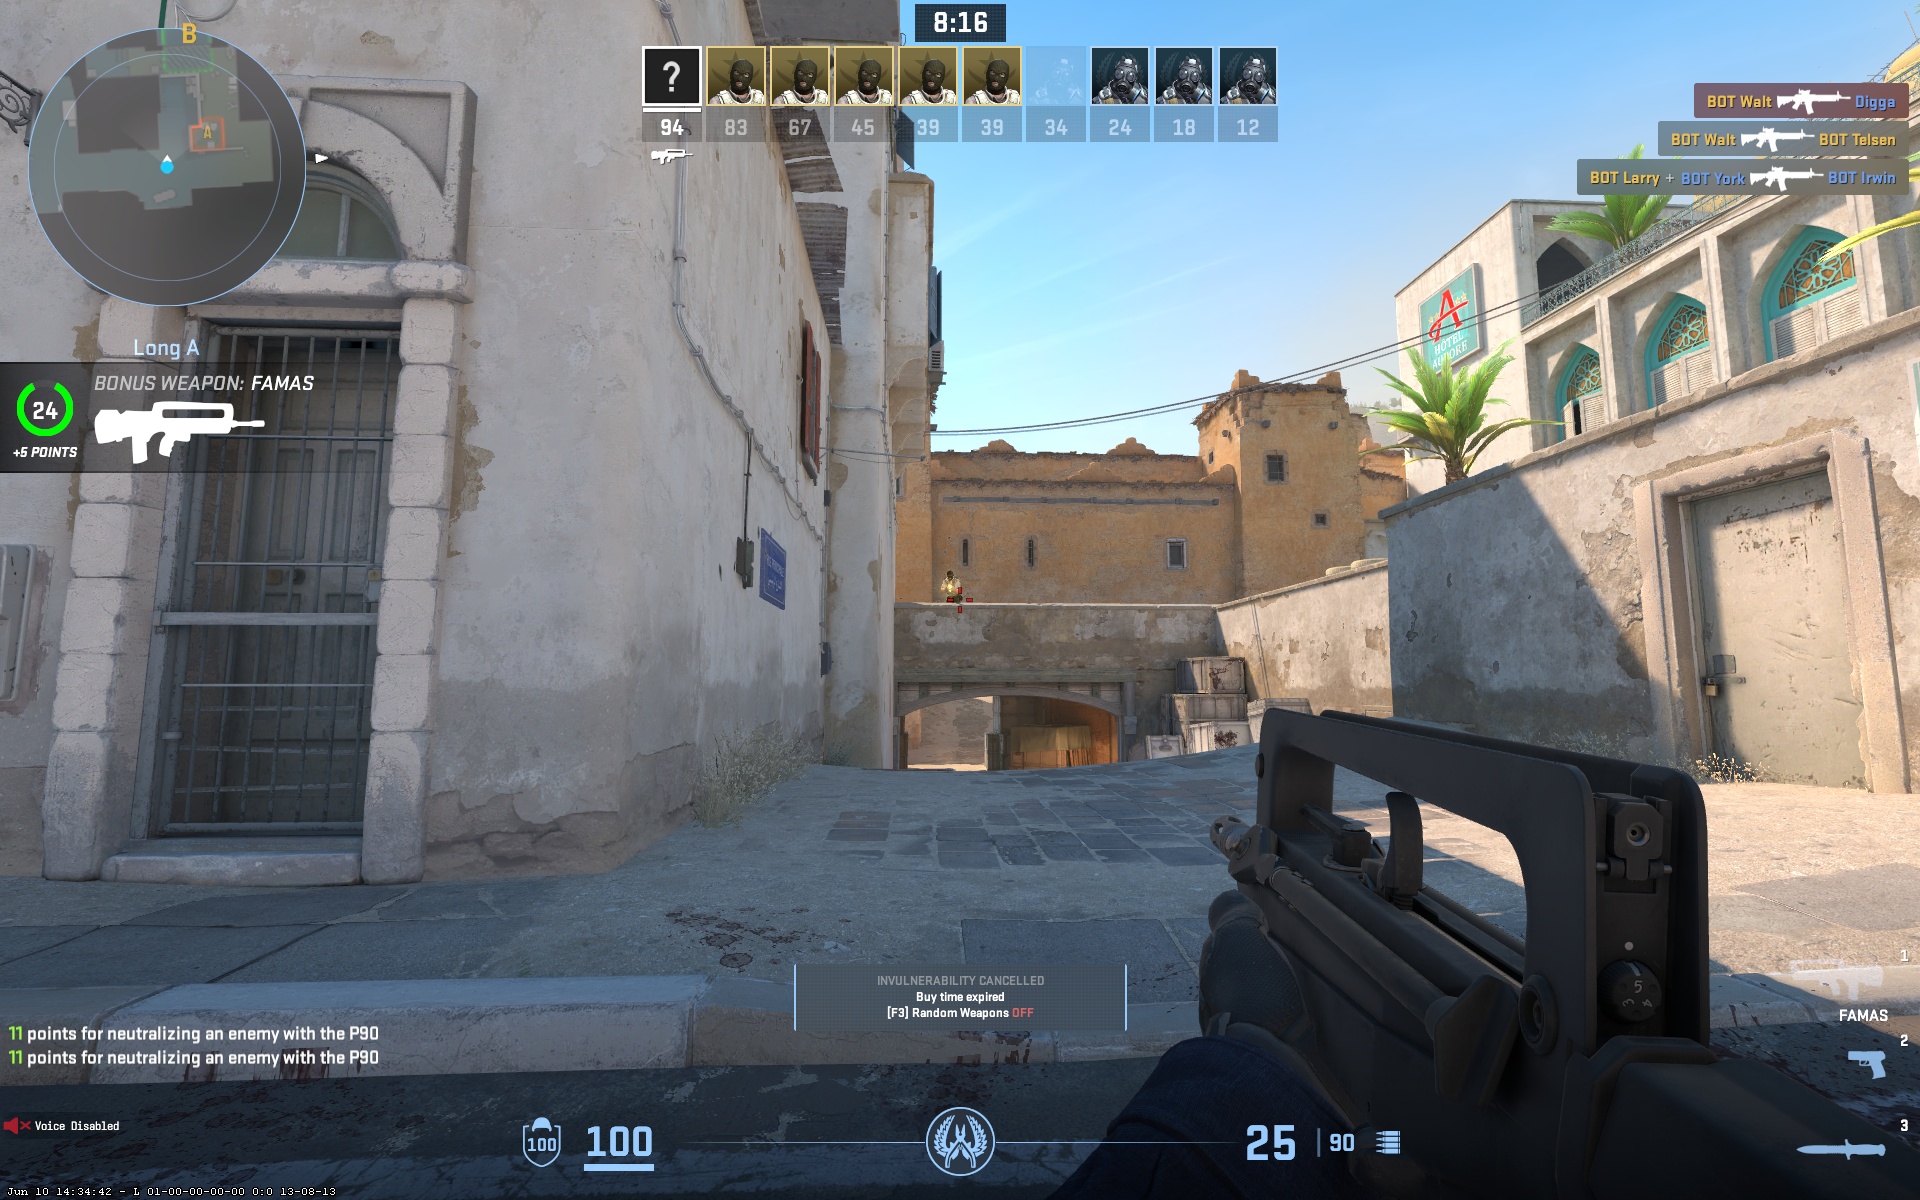 8:16
B
?
94 83 67 45 39 39 34 24 18 12
BOT Walt Digga
BOT Walt BOT Telsen
BOT Larry + BOT York BOT Irwin
A
Long A
BONUS WEAPON: FAMAS
24
+5 POINTS
A
HOTEL
INVULNERABILITY CANCELLED
Buy time expired
[F3] Random Weapons OFF
11 points for neutralizing an enemy with the P90
11 points for neutralizing an enemy with the P90
1
FAMAS
2
3
5
Voice Disabled
100
100
25 | 90
Jun 10 14:34:42 - L 01-00-00-00-00 0:0 13-08-13